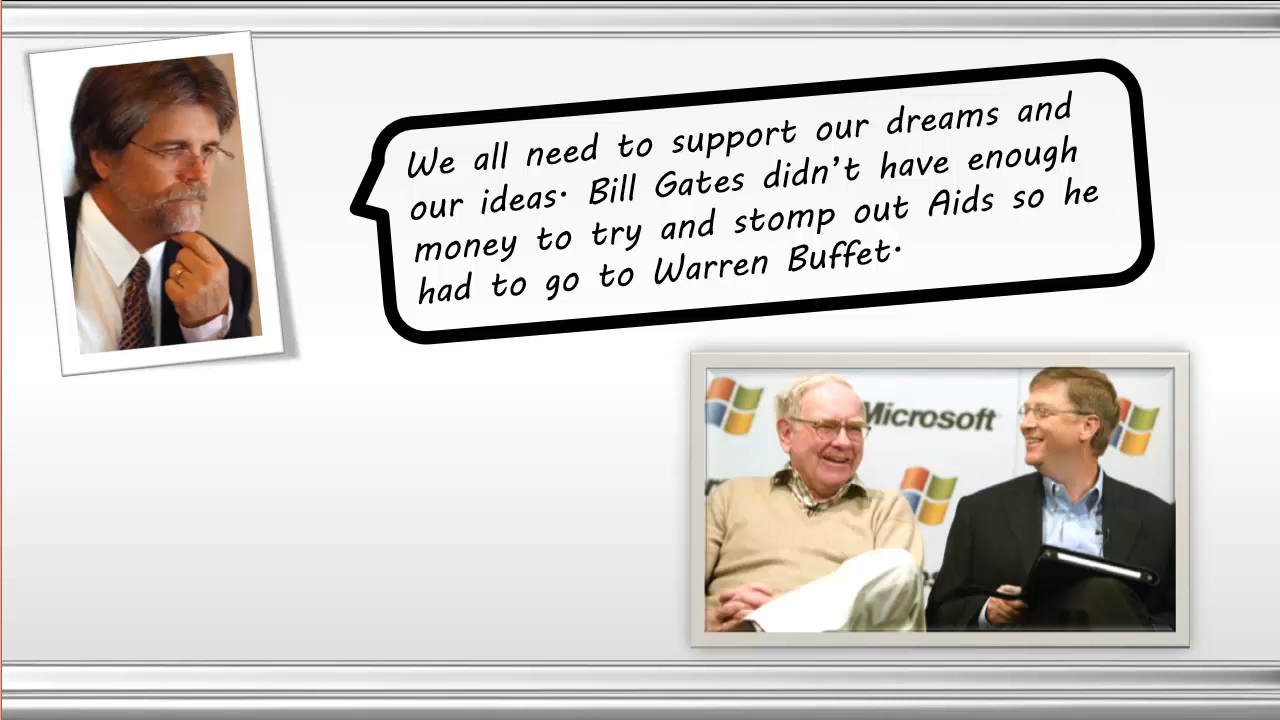 We all need to support our dreams and
our ideas. Bill Gates didn't have enough
money to try and stomp out Aids so he
had to go to Warren Buffet.
Microsoft